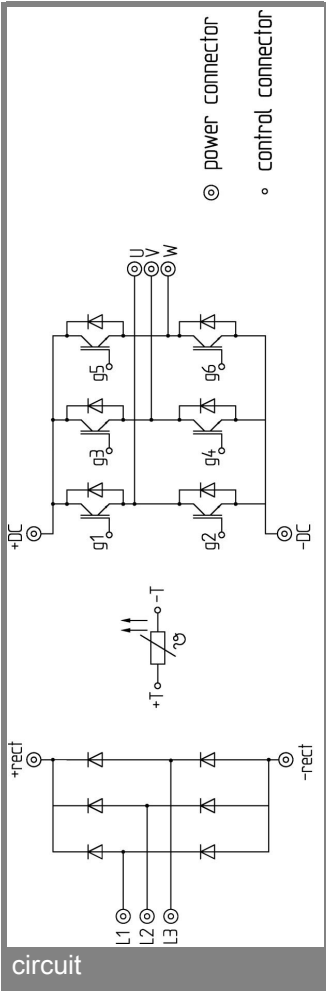 power connector
control connector
U
V
W
g5
g6
g3
g4
+DC
g1
g2
-DC
-T
ϑ
+T
+rect
-rect
L1
L2
L3
circuit